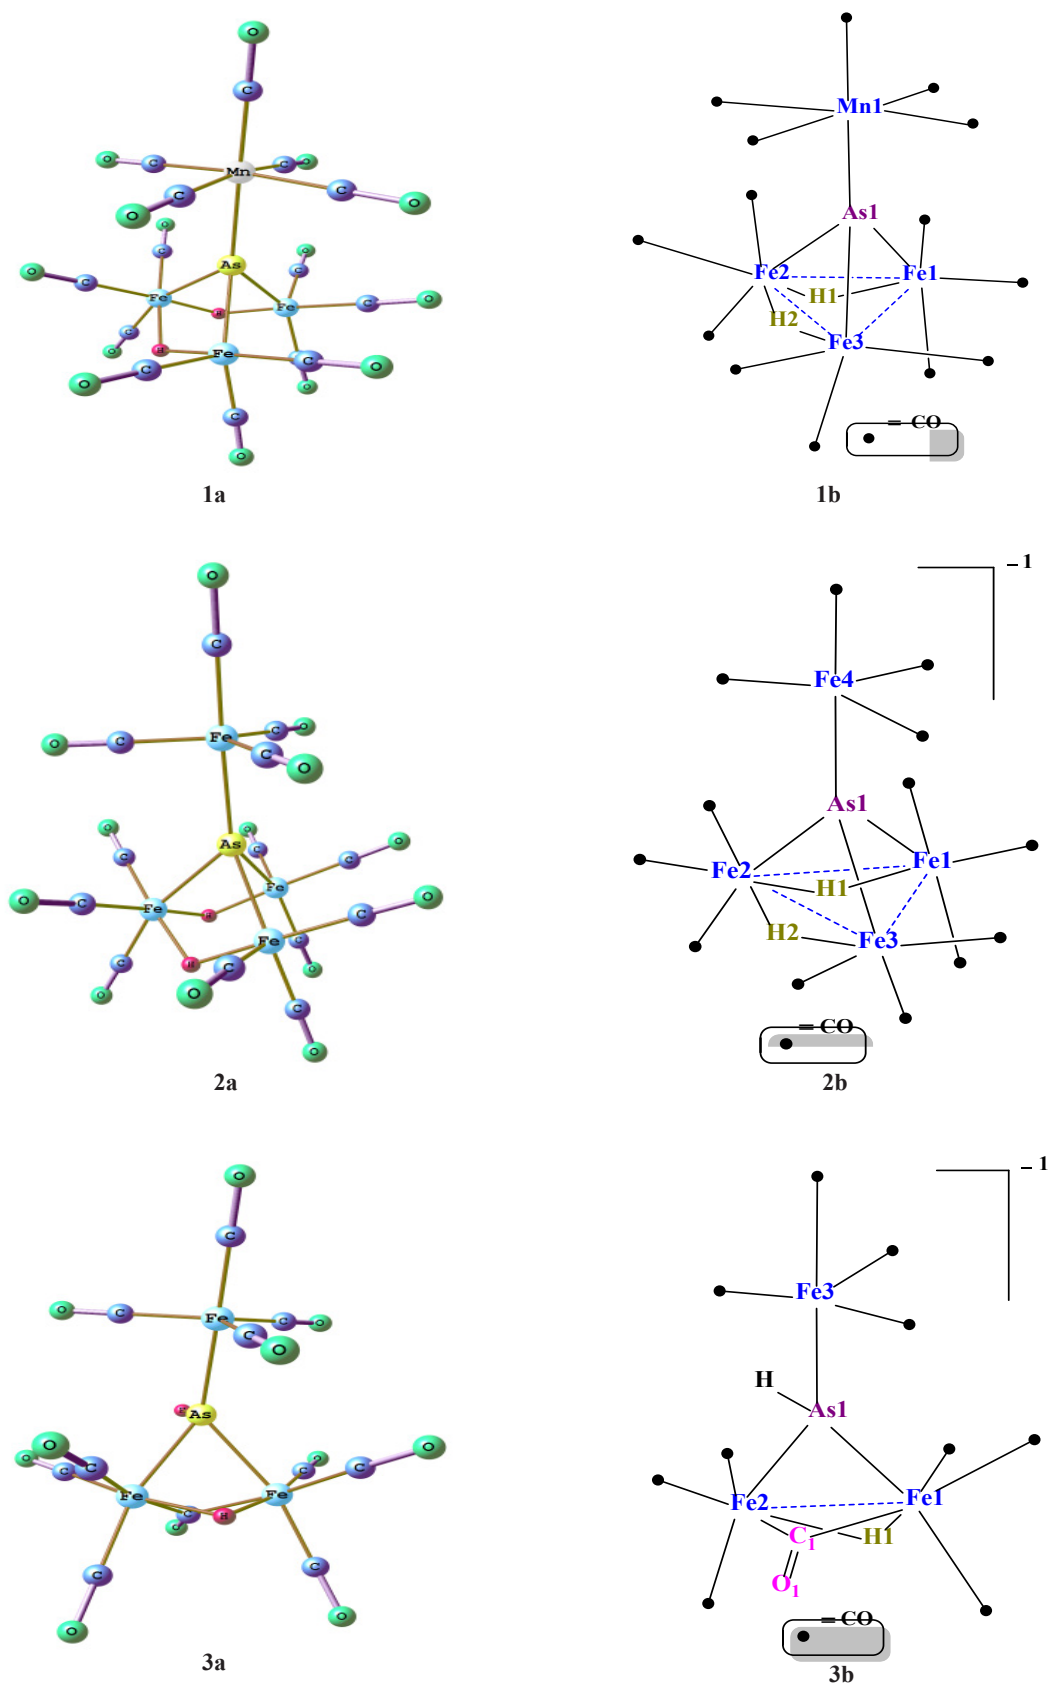 O
C
O C Mn C O
O C C O
O
C O
O As C
C Fe C O
H Fe
C
O H Fe C O
O C O
C
O
1a
Mn1
As1
Fe2 Fe1
H1
H2
Fe3
= CO
1b
O
C
O C Fe C O
C O
O O C O
C As C
O C Fe H Fe C O
C H C Fe C O
O O C
O
2a
– 1
Fe4
As1
Fe2 Fe1
H1
H2 Fe3
= CO
2b
O
C
O C Fe C O
C O
H As
O C C O
O C C O
Fe Fe
C H
O
C C
O O
3a
– 1
Fe3
H
As1
Fe2 Fe1
C1 H1
O1
= CO
3b